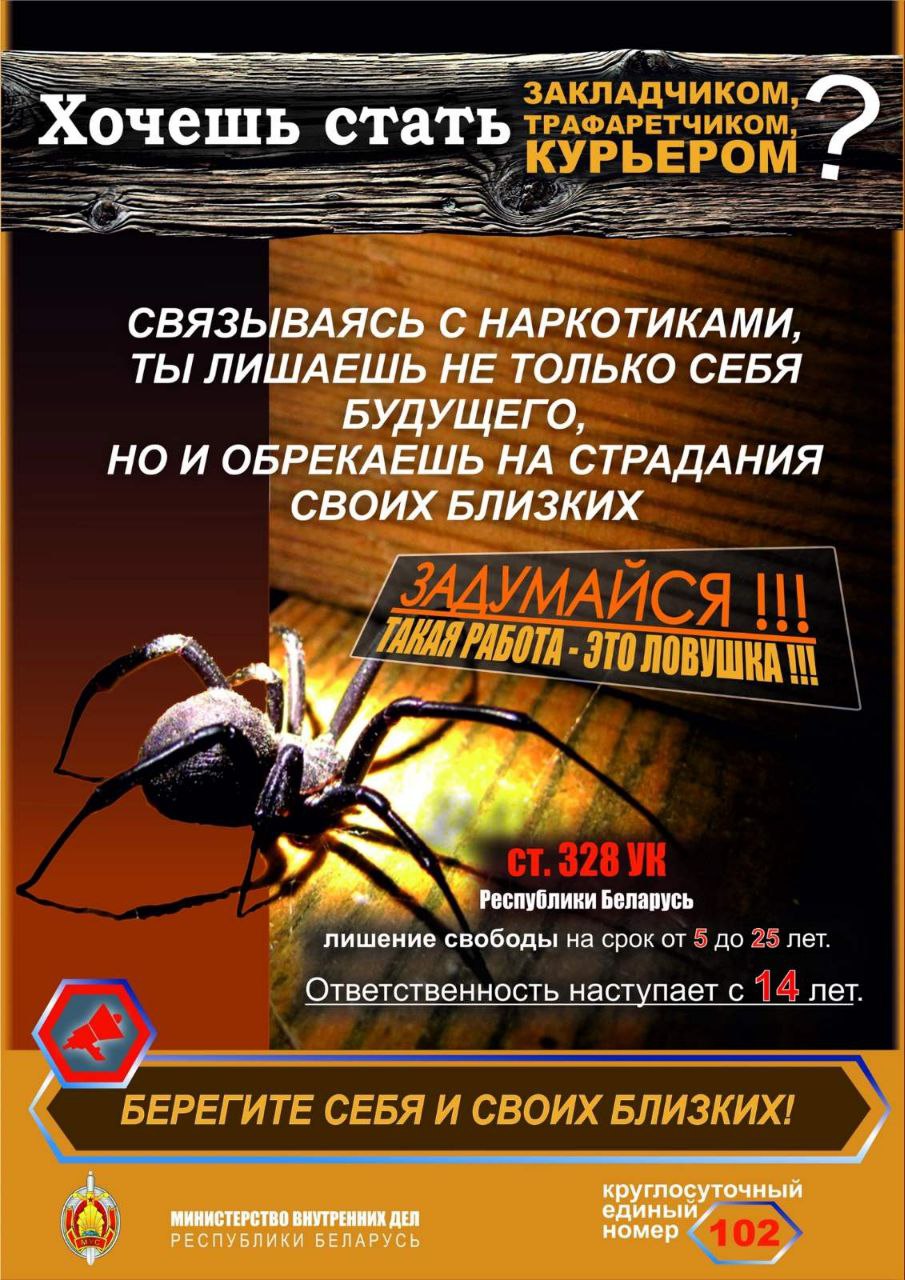 Хочешь стать
ЗАКЛАДЧИКОМ,
ТРАФАРЕТЧИКОМ,
КУРЬЕРОМ
?
СВЯЗЫВАЯСЬ С НАРКОТИКАМИ,
ТЫ ЛИШАЕШЬ НЕ ТОЛЬКО СЕБЯ
БУДУЩЕГО,
НО И ОБРЕКАЕШЬ НА СТРАДАНИЯ
СВОИХ БЛИЗКИХ
ЗАДУМАЙСЯ !!!
ТАКАЯ РАБОТА - ЭТО ЛОВУШКА !!!
ст. 328 УК
Республики Беларусь
лишение свободы на срок от 5 до 25 лет.
Ответственность наступает с 14 лет.
БЕРЕГИТЕ СЕБЯ И СВОИХ БЛИЗКИХ!
МУС
МИНИСТЕРСТВО ВНУТРЕННИХ ДЕЛ
РЕСПУБЛИКИ БЕЛАРУСЬ
круглосуточный
единый
номер 102